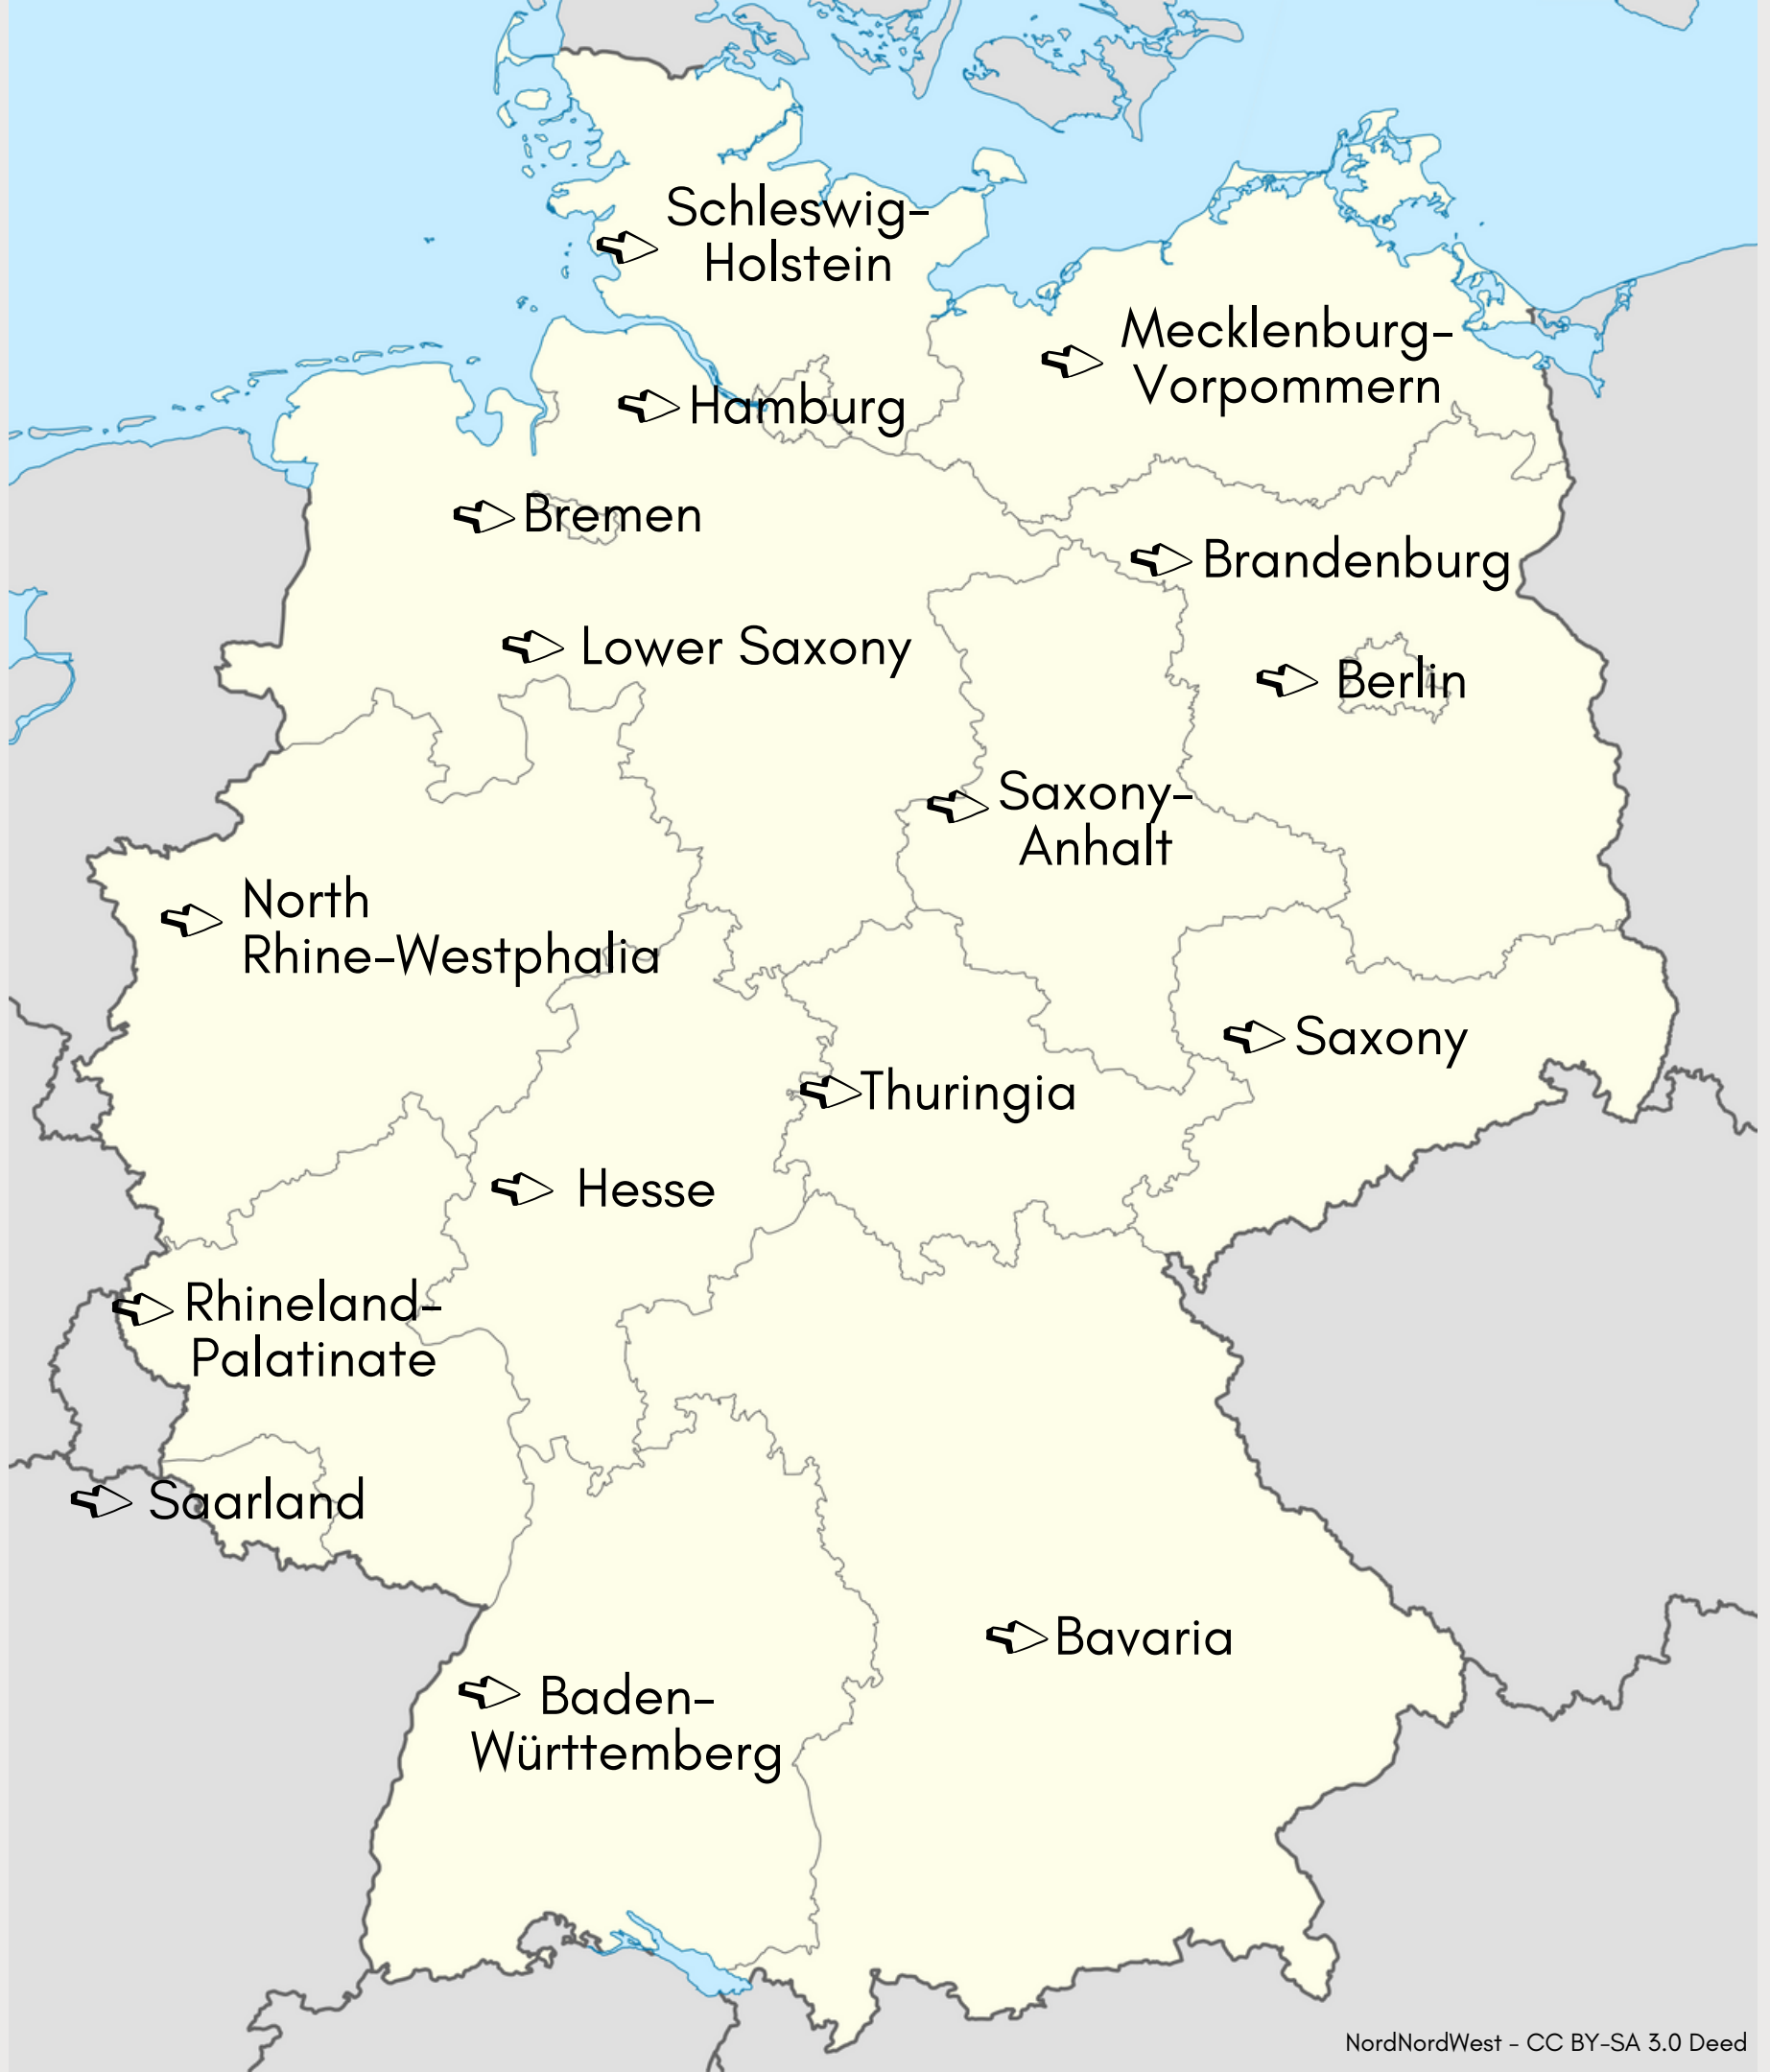 Schleswig-
Holstein
Mecklenburg-
Vorpommern
Hamburg
Bremen
Brandenburg
Lower Saxony
Berlin
Saxony-
Anhalt
North
Rhine-Westphalia
Saxony
Thuringia
Hesse
Rhineland-
Palatinate
Saarland
Bavaria
Baden-
Württemberg
NordNordWest - CC BY-SA 3.0 Deed